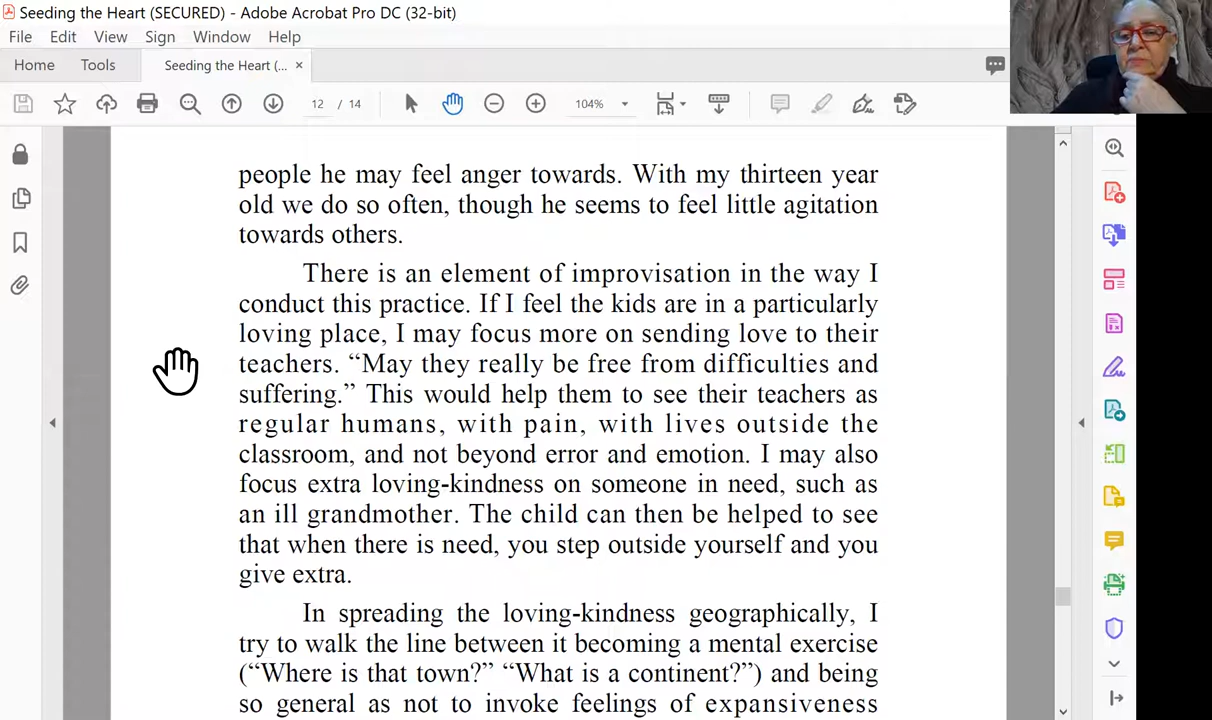 Seeding the Heart (SECURED) - Adobe Acrobat Pro DC (32-bit)
File Edit View Sign Window Help
Home Tools Seeding the Heart (... ×
12 / 14 104%
people he may feel anger towards. With my thirteen year
old we do so often, though he seems to feel little agitation
towards others.
There is an element of improvisation in the way I
conduct this practice. If I feel the kids are in a particularly
loving place, I may focus more on sending love to their
teachers. “May they really be free from difficulties and
suffering.” This would help them to see their teachers as
regular humans, with pain, with lives outside the
classroom, and not beyond error and emotion. I may also
focus extra loving-kindness on someone in need, such as
an ill grandmother. The child can then be helped to see
that when there is need, you step outside yourself and you
give extra.
In spreading the loving-kindness geographically, I
try to walk the line between it becoming a mental exercise
(“Where is that town?” “What is a continent?”) and being
so general as not to invoke feelings of expansiveness